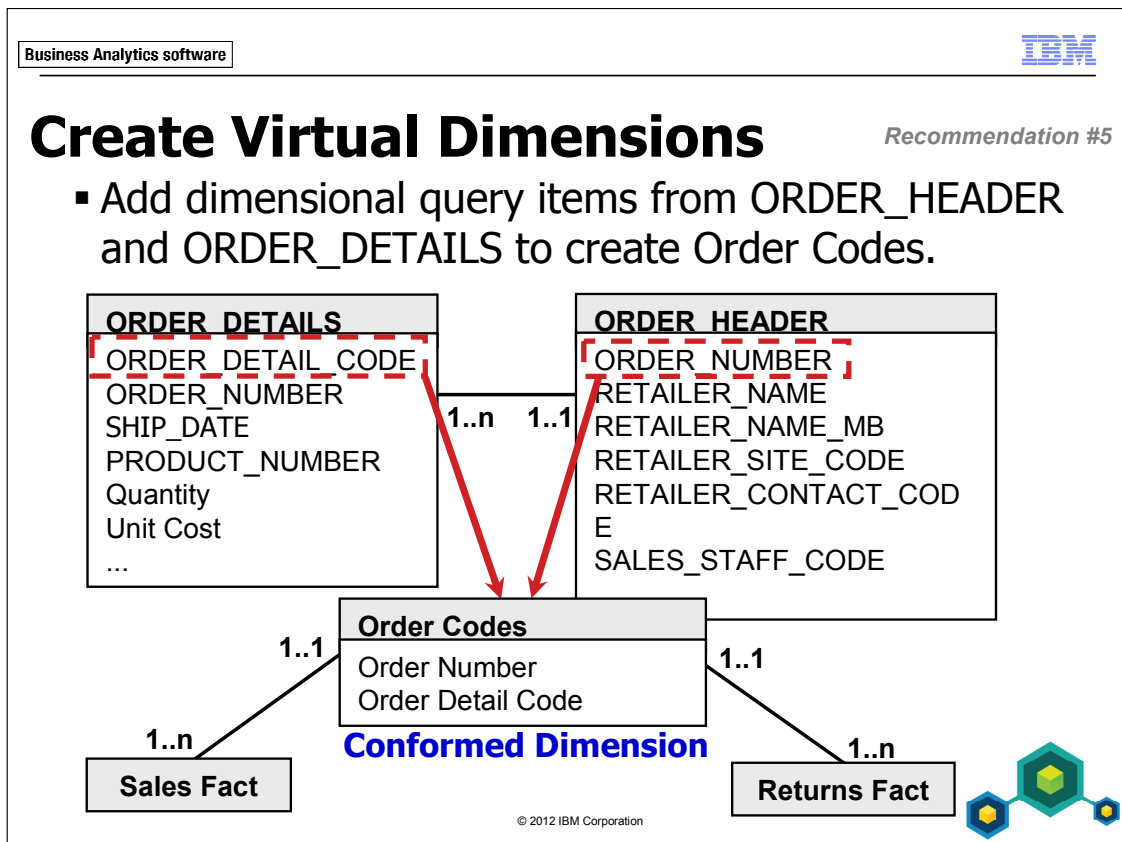 Business Analytics software
IBM
Create Virtual Dimensions
Recommendation #5
▪ Add dimensional query items from ORDER_HEADER
and ORDER_DETAILS to create Order Codes.
ORDER_DETAILS
ORDER_DETAIL_CODE
ORDER_NUMBER
SHIP_DATE
PRODUCT_NUMBER
Quantity
Unit Cost
...
1..n
1..1
ORDER_HEADER
ORDER_NUMBER
RETAILER_NAME
RETAILER_NAME_MB
RETAILER_SITE_CODE
RETAILER_CONTACT_COD
E
SALES_STAFF_CODE
Order Codes
Order Number
Order Detail Code
1..1
1..1
Conformed Dimension
1..n
1..n
Sales Fact
Returns Fact
© 2012 IBM Corporation